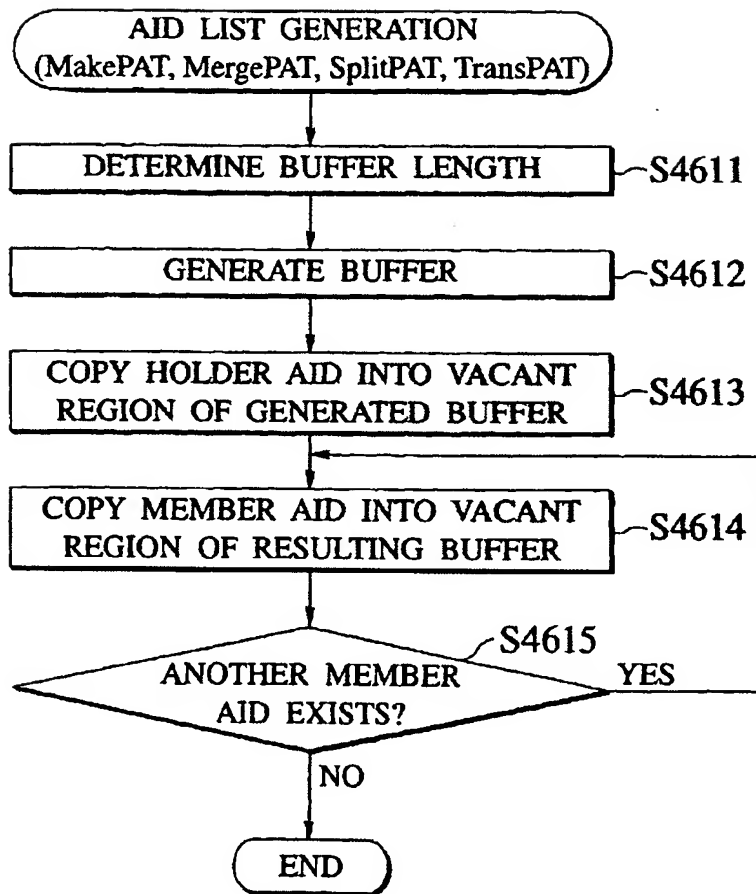 AID LIST GENERATION
(MakePAT, MergePAT, SplitPAT, TransPAT)
DETERMINE BUFFER LENGTH
S4611
GENERATE BUFFER
S4612
COPY HOLDER AID INTO VACANT
REGION OF GENERATED BUFFER
S4613
COPY MEMBER AID INTO VACANT
REGION OF RESULTING BUFFER
S4614
S4615
ANOTHER MEMBER
AID EXISTS?
YES
NO
END